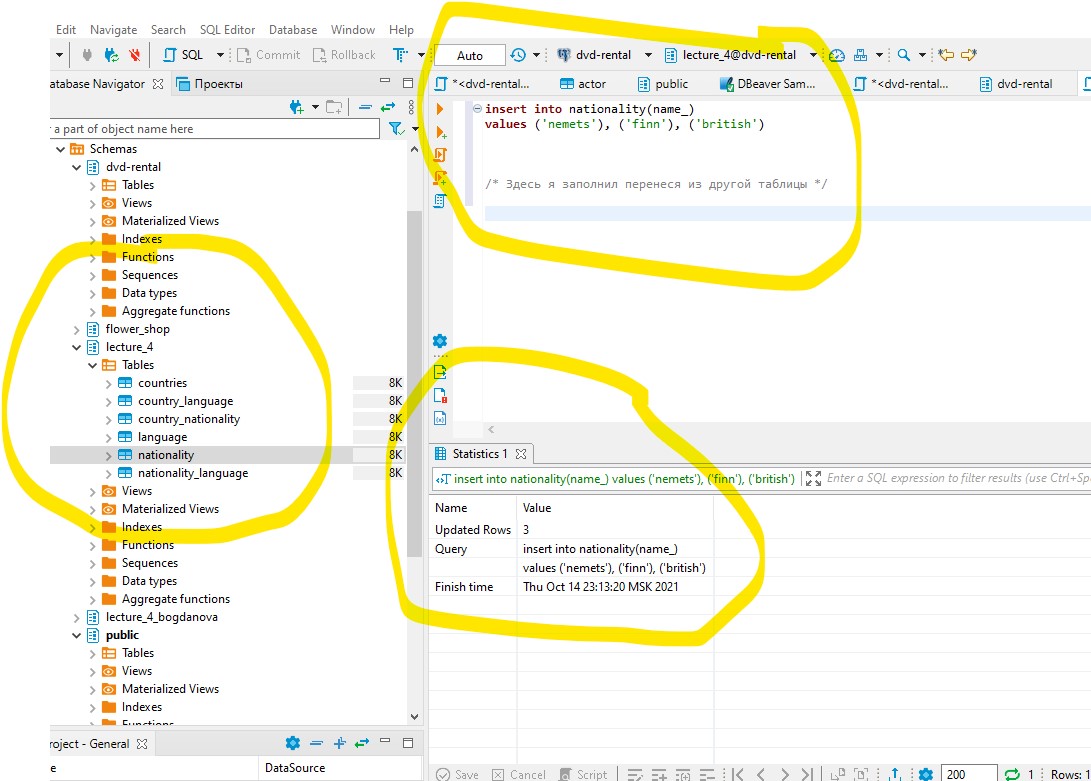 Edit Navigate Search SQL Editor Database Window Help
SQL Commit Rollback Auto dvd-rental lecture_4@dvd-rental
atabase Navigator Проекты
*<dvd-rental... actor public DBeaver Sam... *<dvd-rental... dvd-rental
r a part of object name here
Schemas
dvd-rental
Tables
Views
Materialized Views
Indexes
Functions
Sequences
Data types
Aggregate functions
flower_shop
lecture_4
Tables
countries 8K
country_language 8K
country_nationality 8K
language 8K
nationality 8K
nationality_language 8K
Views
Materialized Views
Indexes
Functions
Sequences
Data types
Aggregate functions
lecture_4_bogdanova
public
Tables
Views
Materialized Views
Indexes
Functions
roject - General
e DataSource
insert into nationality(name_)
values ('nemets'), ('finn'), ('british')
/* Здесь я заполнил перенеся из другой таблицы */
Statistics 1
insert into nationality(name_) values ('nemets'), ('finn'), ('british') Enter a SQL expression to filter results (use Ctrl+Sp
Name Value
Updated Rows 3
Query insert into nationality(name_)
values ('nemets'), ('finn'), ('british')
Finish time Thu Oct 14 23:13:20 MSK 2021
Save Cancel Script 200 1 Rows: 1